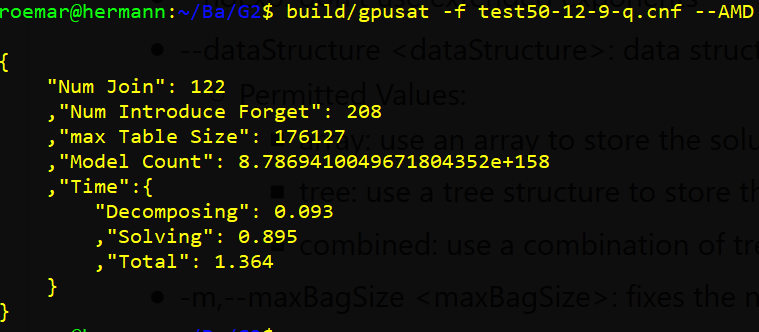 roemar@hermann:~/Ba/G2$ build/gpusat -f test50-12-9-q.cnf --AMD
--dataStructure <dataStructure>: data struct
{
"Num Join": 122
Permitted Values:
,"Num Introduce Forget": 208
,"max Table Size": 176127
: use an array to store the solu
,"Model Count": 8.7869410049671804352e+158
,"Time":{
tree: use a tree structure to store th
"Decomposing": 0.093
,"Solving": 0.895
combined: use a combination of tre
,"Total": 1.364
}
-m,--maxBagSize <maxBagSize>: fixes the m
}